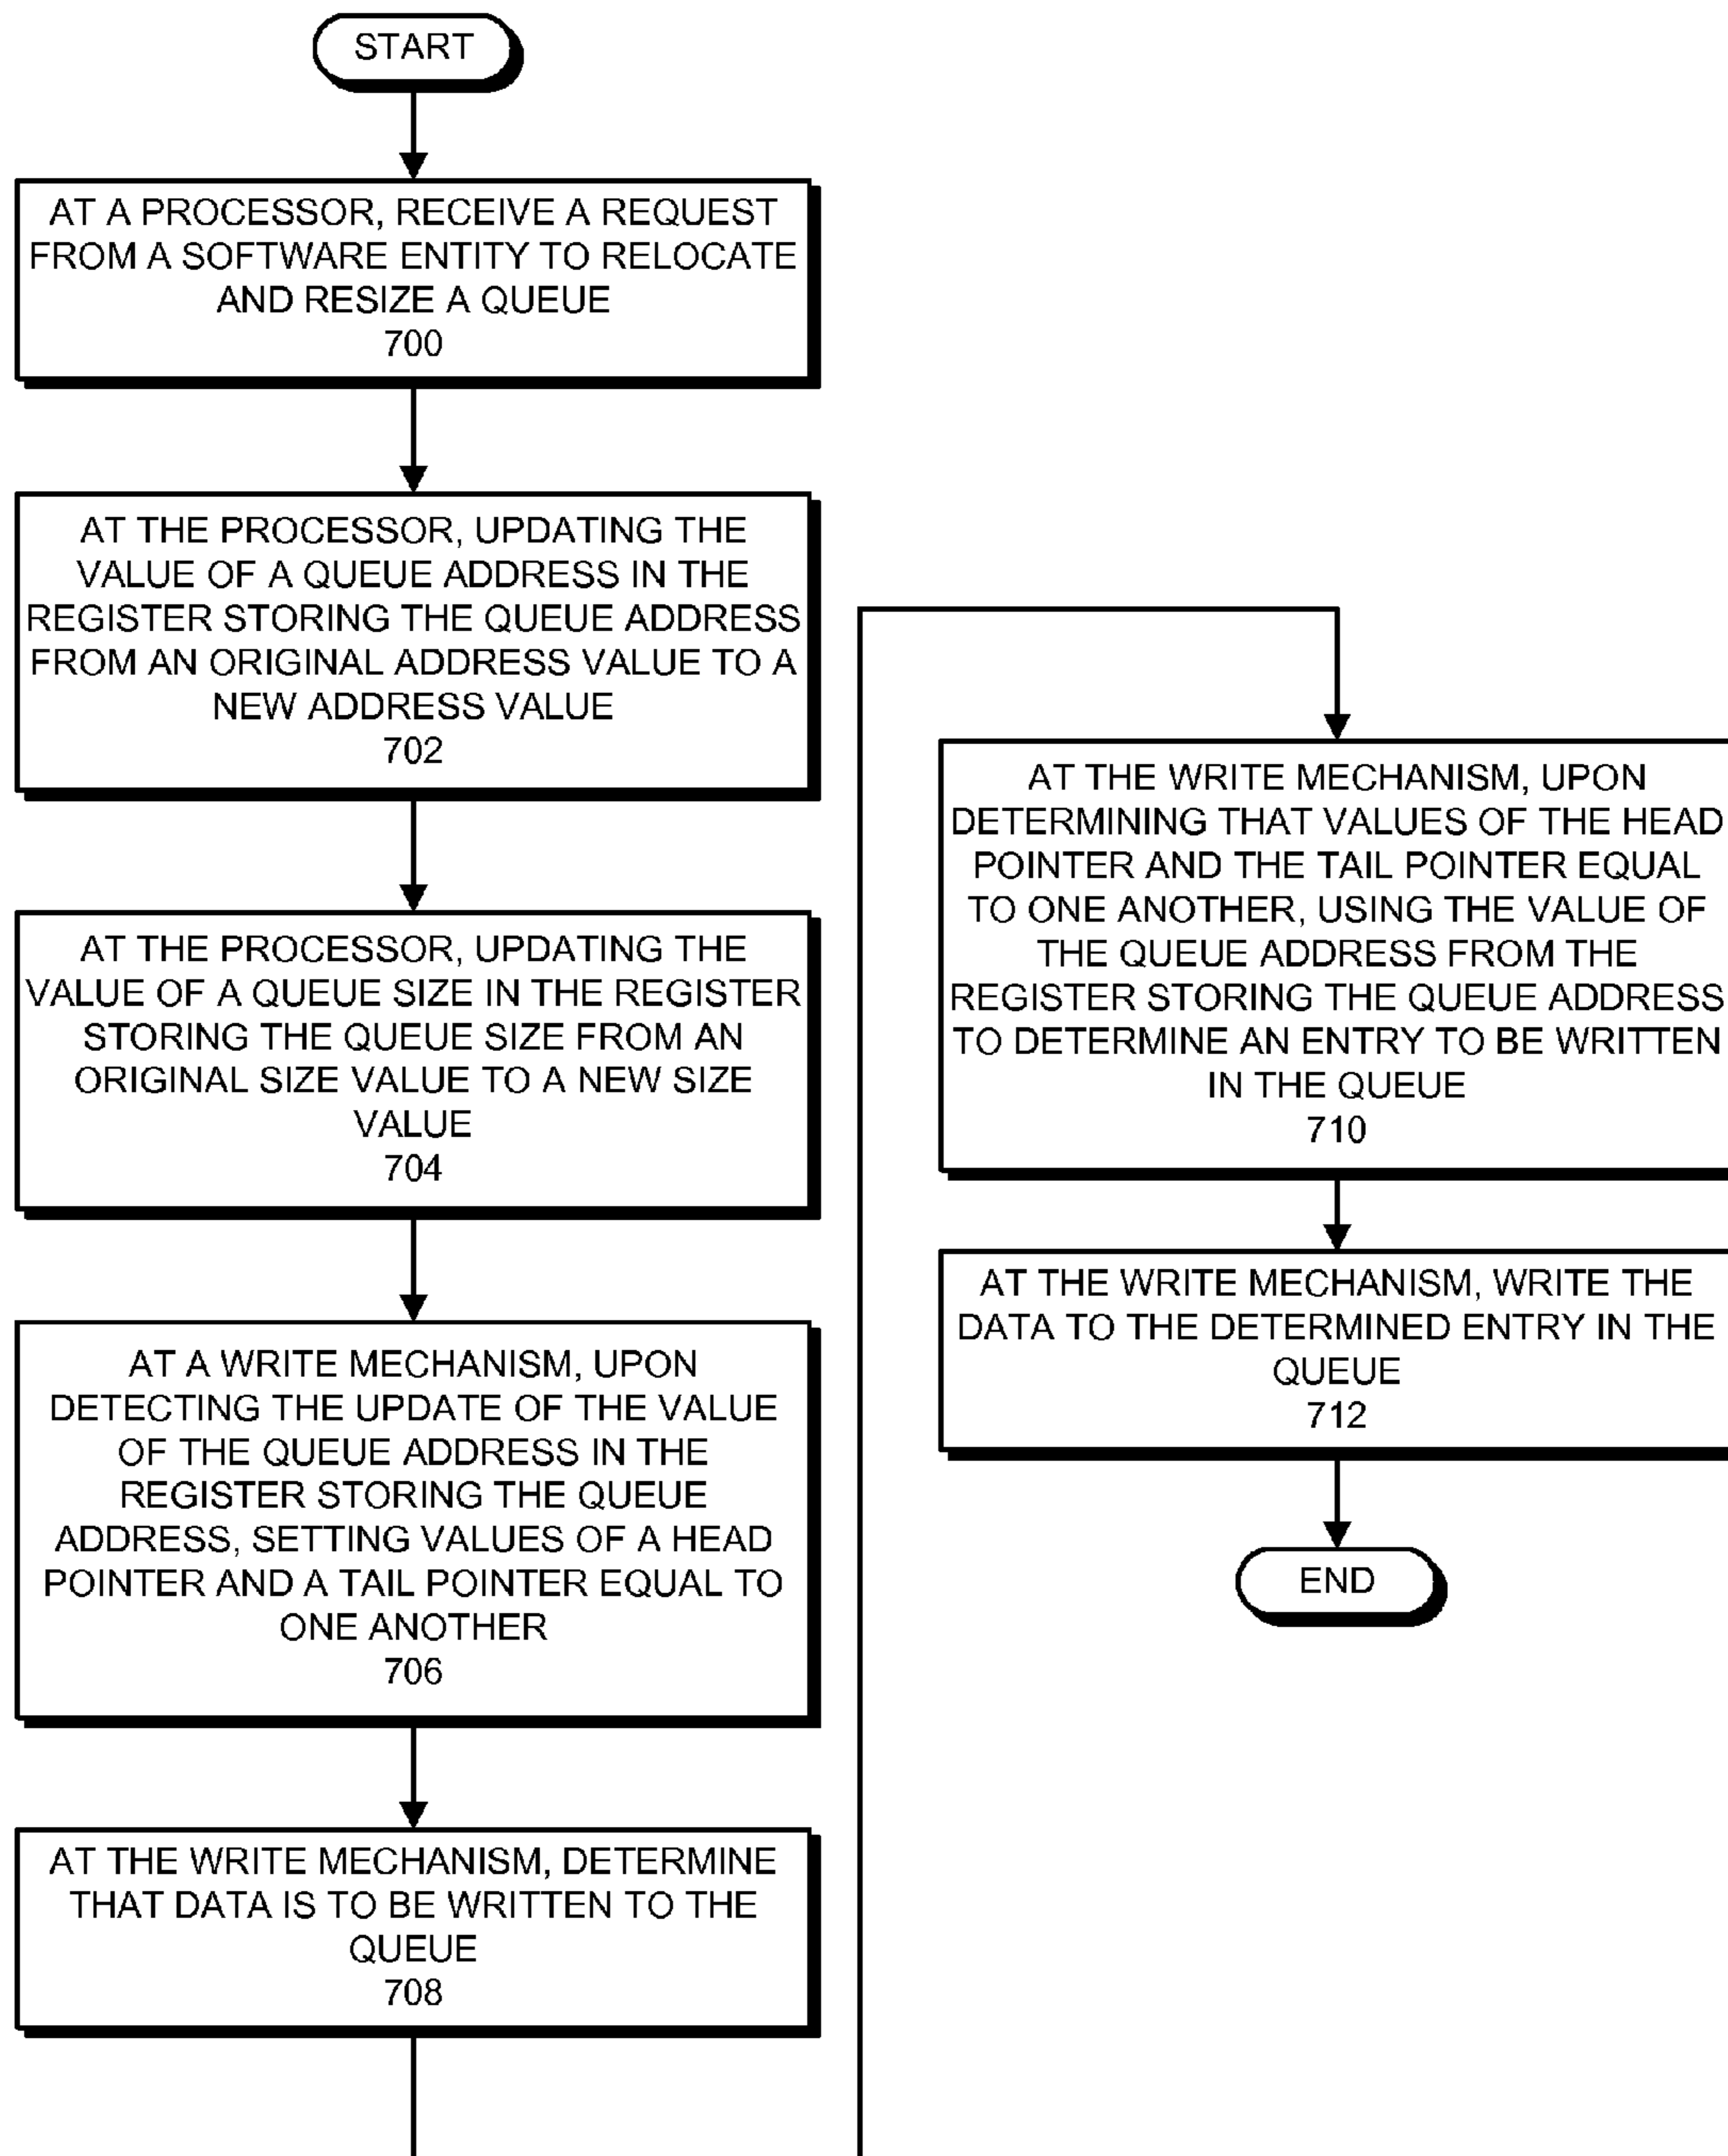 START
AT A PROCESSOR, RECEIVE A REQUEST
FROM A SOFTWARE ENTITY TO RELOCATE
AND RESIZE A QUEUE
700
AT THE PROCESSOR, UPDATING THE
VALUE OF A QUEUE ADDRESS IN THE
REGISTER STORING THE QUEUE ADDRESS
FROM AN ORIGINAL ADDRESS VALUE TO A
NEW ADDRESS VALUE
702
AT THE PROCESSOR, UPDATING THE
VALUE OF A QUEUE SIZE IN THE REGISTER
STORING THE QUEUE SIZE FROM AN
ORIGINAL SIZE VALUE TO A NEW SIZE
VALUE
704
AT A WRITE MECHANISM, UPON
DETECTING THE UPDATE OF THE VALUE
OF THE QUEUE ADDRESS IN THE
REGISTER STORING THE QUEUE
ADDRESS, SETTING VALUES OF A HEAD
POINTER AND A TAIL POINTER EQUAL TO
ONE ANOTHER
706
AT THE WRITE MECHANISM, DETERMINE
THAT DATA IS TO BE WRITTEN TO THE
QUEUE
708
AT THE WRITE MECHANISM, UPON
DETERMINING THAT VALUES OF THE HEAD
POINTER AND THE TAIL POINTER EQUAL
TO ONE ANOTHER, USING THE VALUE OF
THE QUEUE ADDRESS FROM THE
REGISTER STORING THE QUEUE ADDRESS
TO DETERMINE AN ENTRY TO BE WRITTEN
IN THE QUEUE
710
AT THE WRITE MECHANISM, WRITE THE
DATA TO THE DETERMINED ENTRY IN THE
QUEUE
712
END